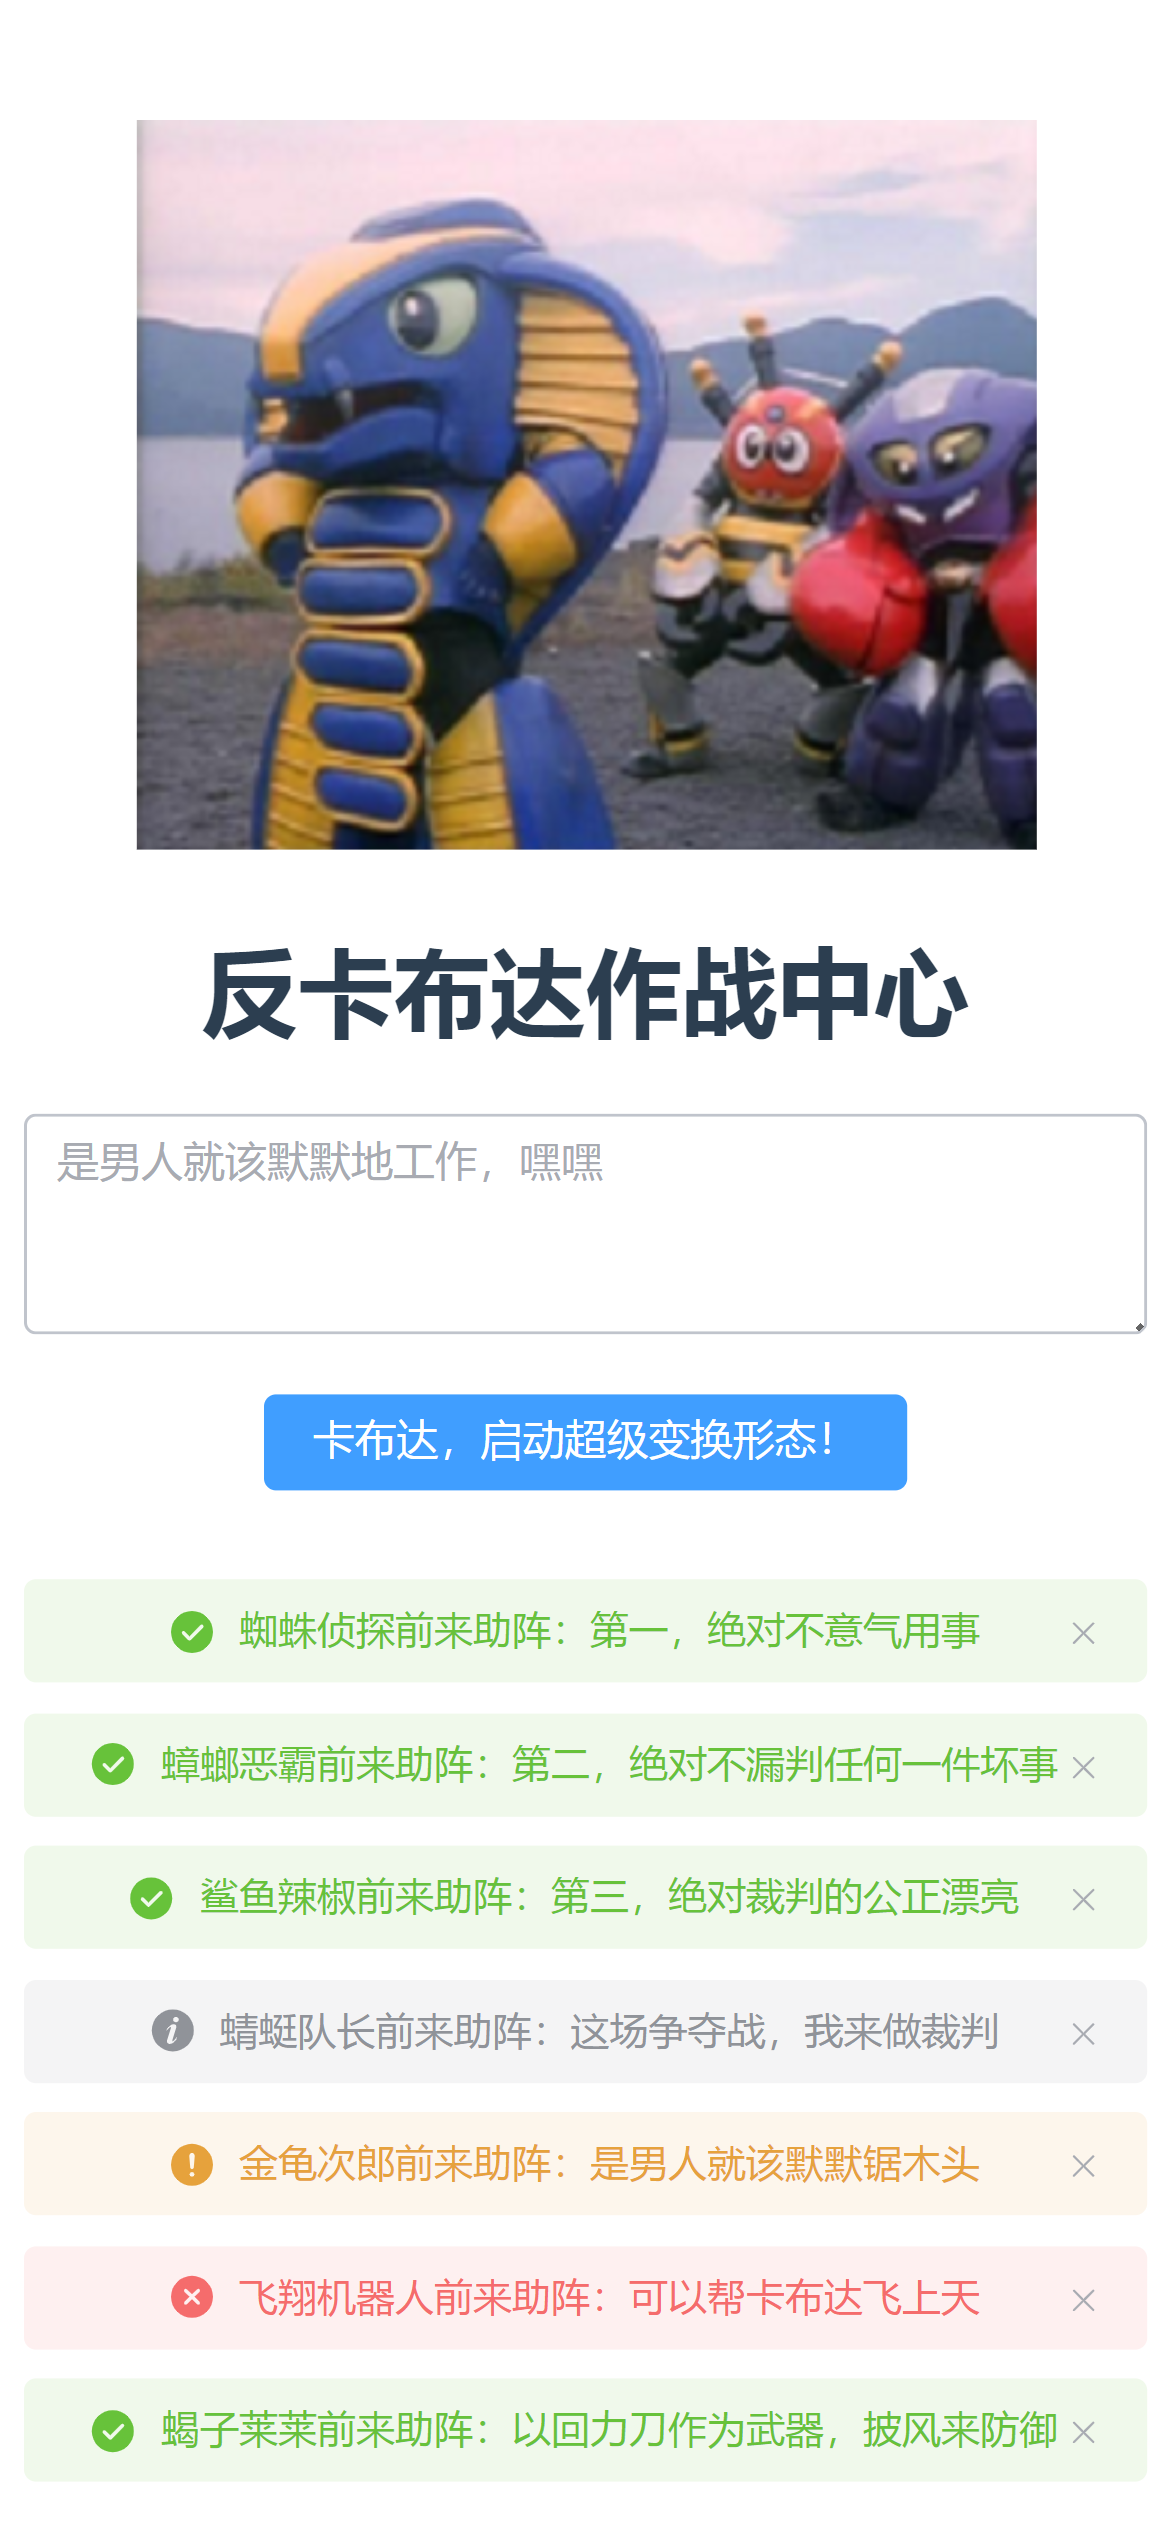 反卡布达作战中心
是男人就该默默地工作，嘿嘿
卡布达，启动超级变换形态！
蜘蛛侦探前来助阵：第一，绝对不意气用事
蟑螂恶霸前来助阵：第二，绝对不漏判任何一件坏事
鲨鱼辣椒前来助阵：第三，绝对裁判的公正漂亮
蜻蜓队长前来助阵：这场争夺战，我来做裁判
金龟次郎前来助阵：是男人就该默默锯木头
飞翔机器人前来助阵：可以帮卡布达飞上天
蝎子莱莱前来助阵：以回力刀作为武器，披风来防御